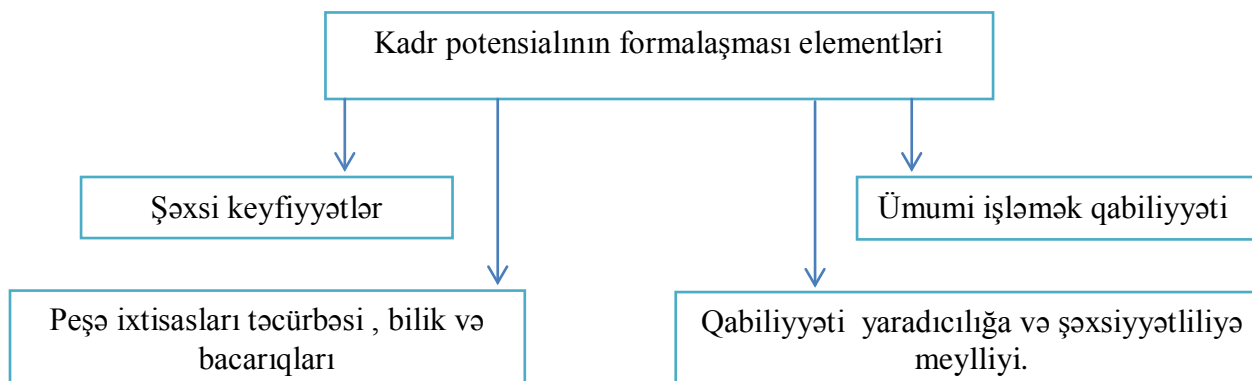 Kadr potensialının formalaşması elementləri
Şəxsi keyfiyyətlər
Ümumi işləmək qabiliyyəti
Peşə ixtisasları təcürbəsi , bilik və
bacarıqları
Qabiliyyəti yaradıcılığa və şəxsiyyətliliyə
meylliyi.